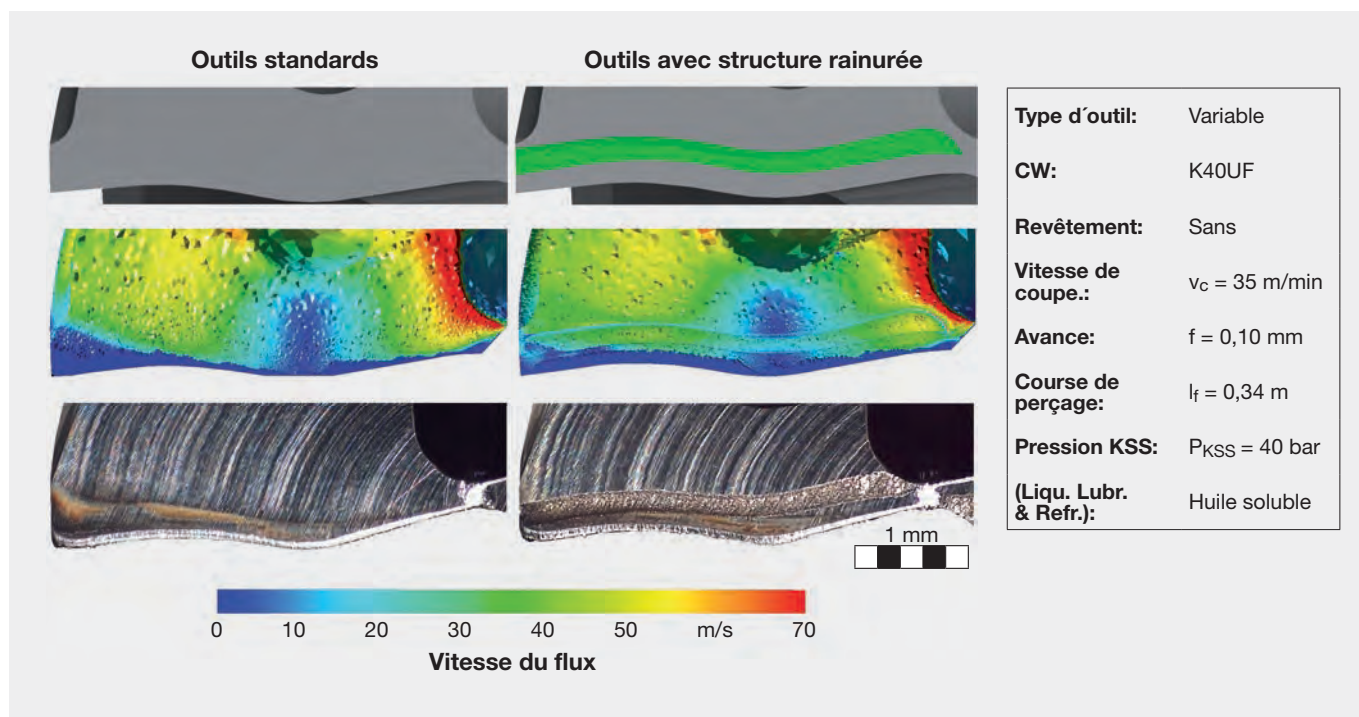 Outils standards
Outils avec structure rainurée
Type d´outil: Variable
CW: K40UF
Revêtement: Sans
Vitesse de
coupe.: vc = 35 m/min
Avance: f = 0,10 mm
Course de
perçage: lf = 0,34 m
Pression KSS: PKSS = 40 bar
(Liqu. Lubr.
& Refr.): Huile soluble
1 mm
0 10 20 30 40 50 m/s 70
Vitesse du flux